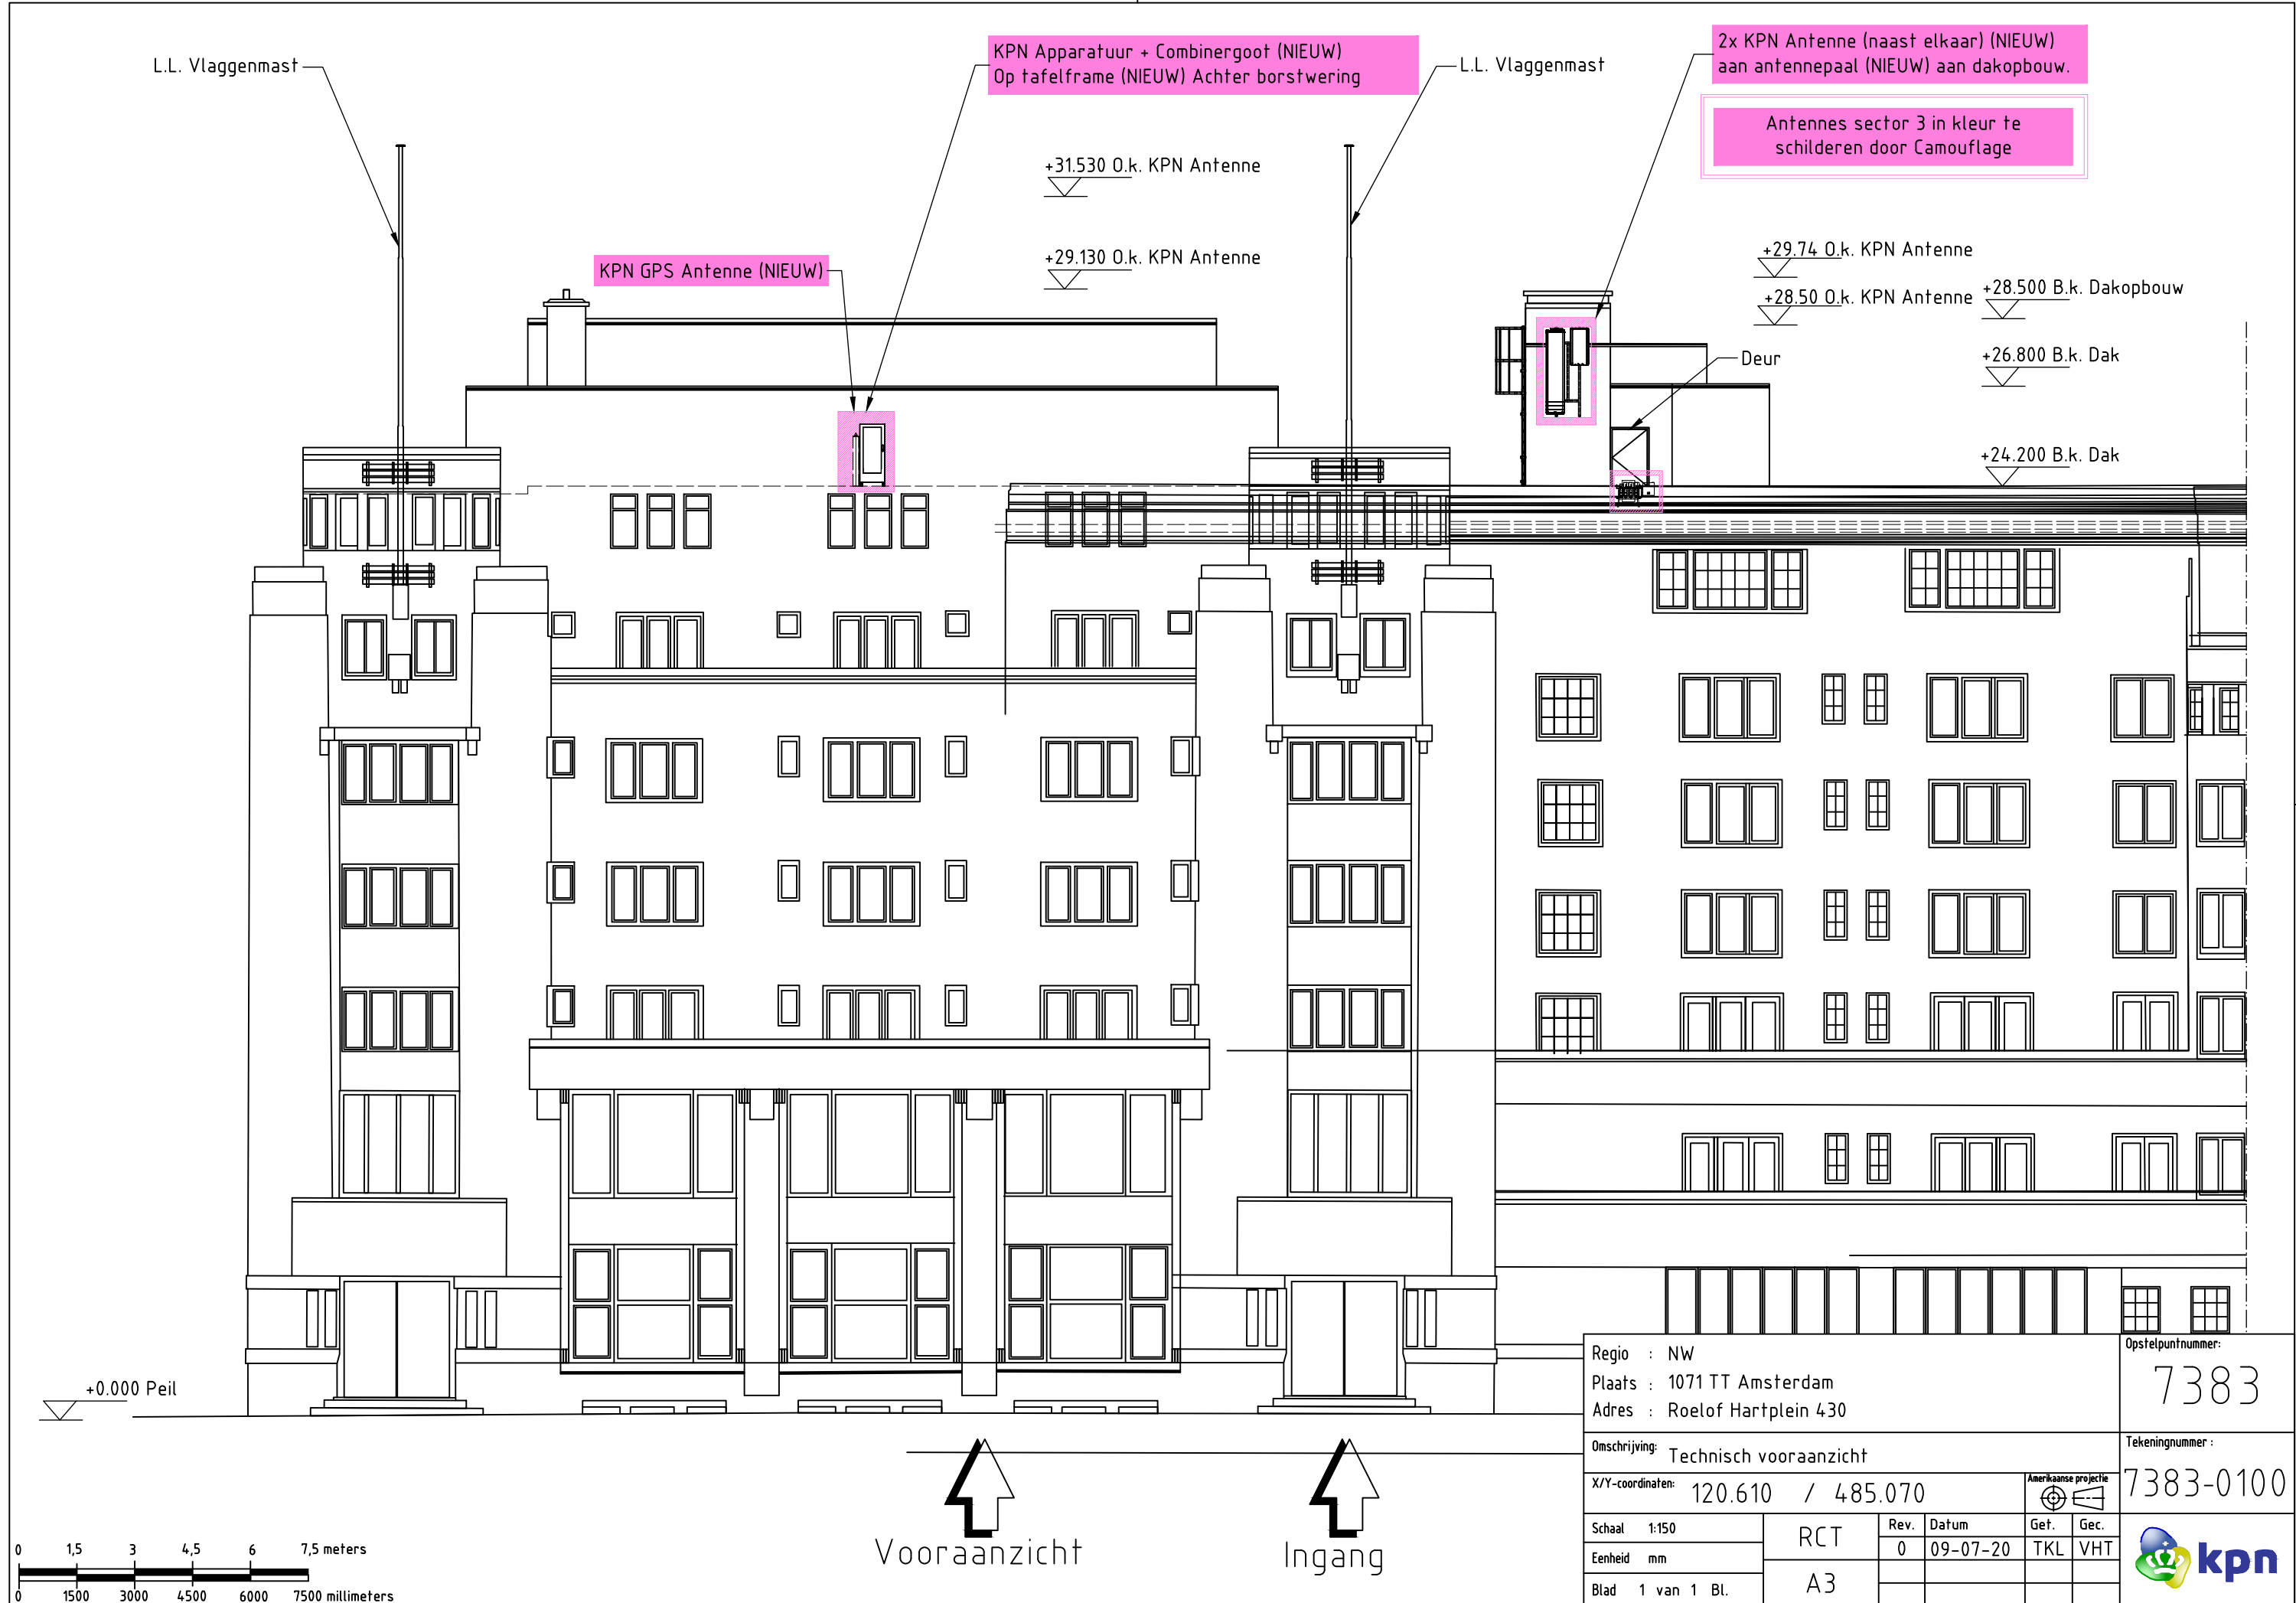 L.L. Vlaggenmast
KPN Apparatuur + Combinergoot (NIEUW)
Op tafelframe (NIEUW) Achter borstwering
L.L. Vlaggenmast
2x KPN Antenne (naast elkaar) (NIEUW)
aan antennepaal (NIEUW) aan dakopbouw.
Antennes sector 3 in kleur te
schilderen door Camouflage
+31.530 O.k. KPN Antenne
KPN GPS Antenne (NIEUW)
+29.130 O.k. KPN Antenne
+29.74 O.k. KPN Antenne
+28.50 O.k. KPN Antenne
+28.500 B.k. Dakopbouw
Deur
+26.800 B.k. Dak
+24.200 B.k. Dak
+0.000 Peil
Vooraanzicht
Ingang
0 1,5 3 4,5 6 7,5 meters
0 1500 3000 4500 6000 7500 millimeters
Regio : NW
Plaats : 1071 TT Amsterdam
Adres : Roelof Hartplein 430
Opstelpuntnummer:
7383
Omschrijving: Technisch vooraanzicht
Tekeningnummer :
7383-0100
X/Y-coordinaten: 120.610 / 485.070
Amerikaanse projectie
Schaal 1:150
Eenheid mm
Blad 1 van 1 Bl.
RCT
A3
Rev. Datum Get. Gec.
0 09-07-20 TKL VHT
kpn